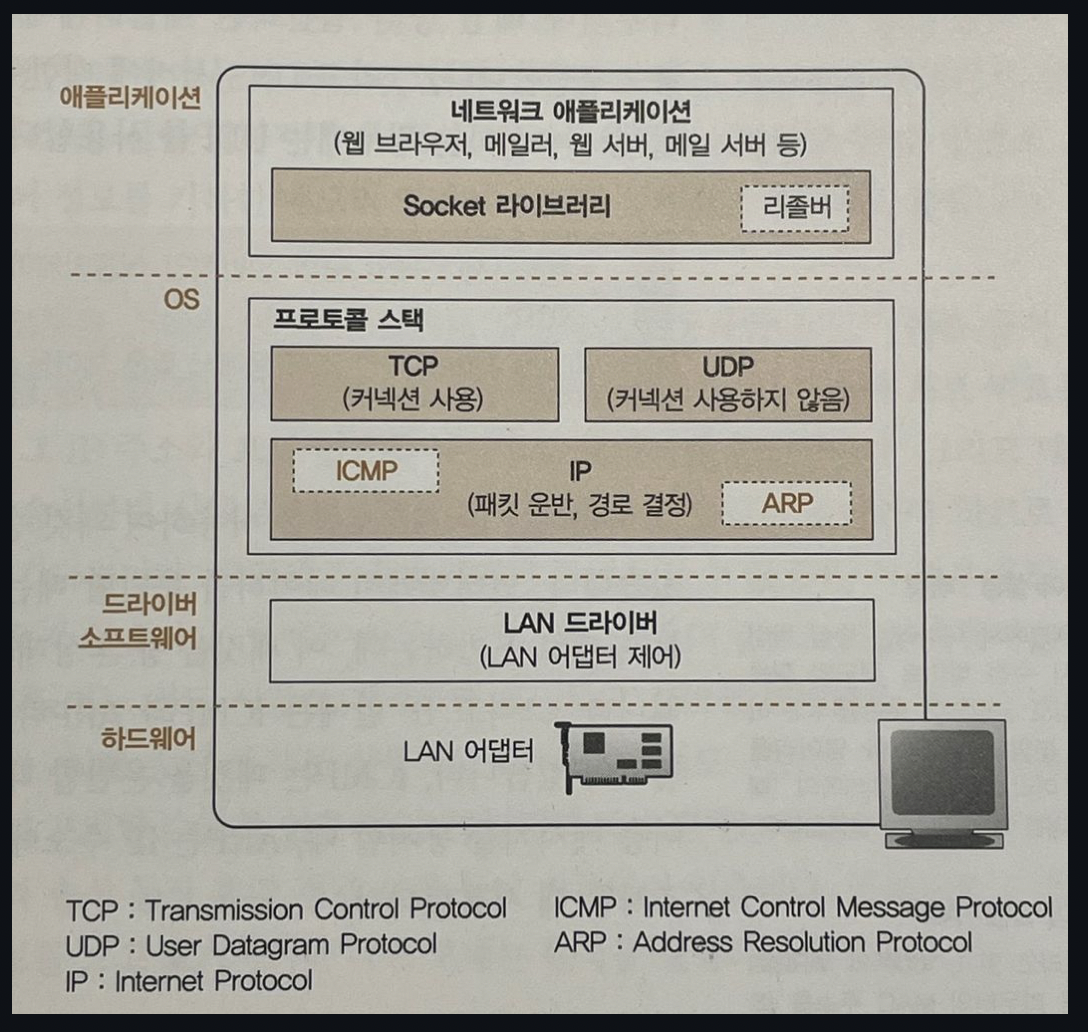 애플리케이션
네트워크 애플리케이션
(웹 브라우저, 메일러, 웹 서버, 메일 서버 등)
Socket 라이브러리
리졸버
OS
프로토콜 스택
TCP
(커넥션 사용)
UDP
(커넥션 사용하지 않음)
ICMP
IP
(패킷 운반, 경로 결정)
ARP
드라이버
소프트웨어
LAN 드라이버
(LAN 어댑터 제어)
하드웨어
LAN 어댑터
TCP : Transmission Control Protocol
UDP : User Datagram Protocol
IP : Internet Protocol
ICMP : Internet Control Message Protocol
ARP : Address Resolution Protocol